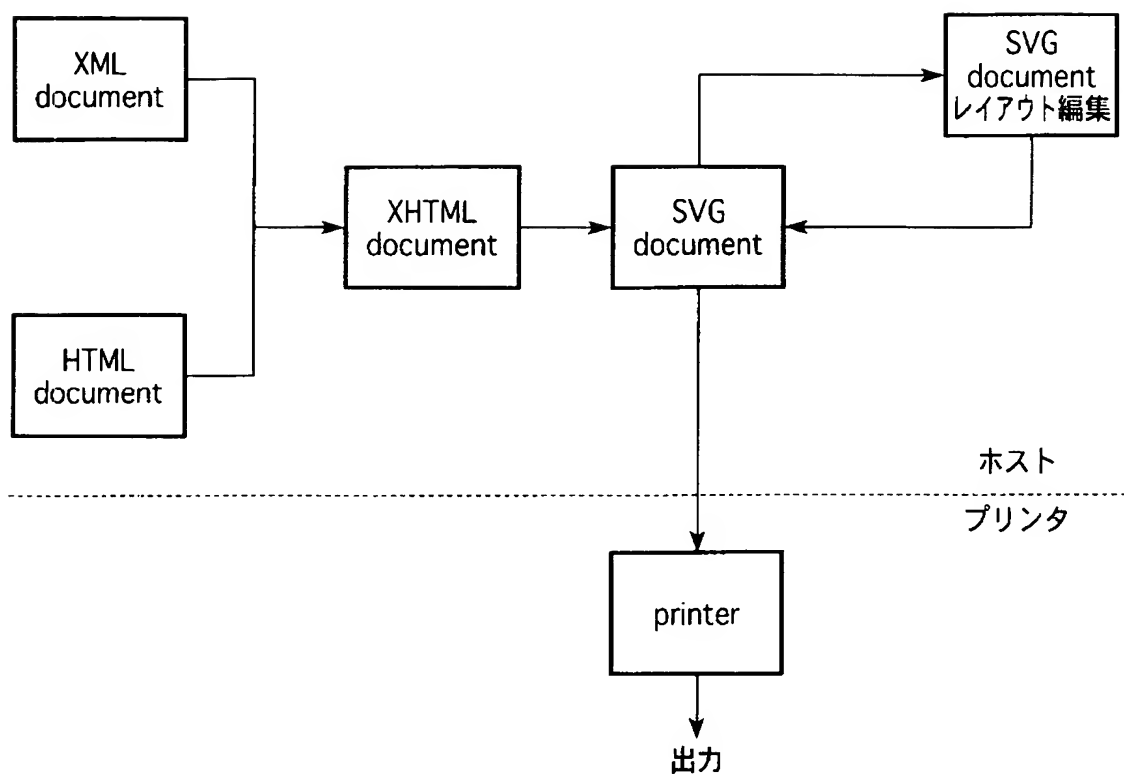 XML
document
SVG
document
レイアウト編集
XHTML
document
SVG
document
HTML
document
ホスト
プリンタ
printer
出力